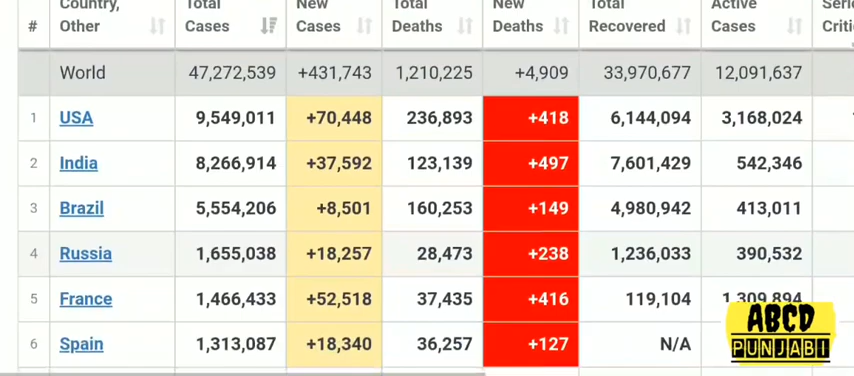 Country, Total New Total New Total Active
# Other Cases Cases Deaths Deaths Recovered Cases
World 47,272,539 +431,743 1,210,225 +4,909 33,970,677 12,091,637
1 USA 9,549,011 +70,448 236,893 +418 6,144,094 3,168,024
2 India 8,266,914 +37,592 123,139 +497 7,601,429 542,346
3 Brazil 5,554,206 +8,501 160,253 +149 4,980,942 413,011
4 Russia 1,655,038 +18,257 28,473 +238 1,236,033 390,532
5 France 1,466,433 +52,518 37,435 +416 119,104 1,309,894
6 Spain 1,313,087 +18,340 36,257 +127 N/A
ABCD
PUNJABI